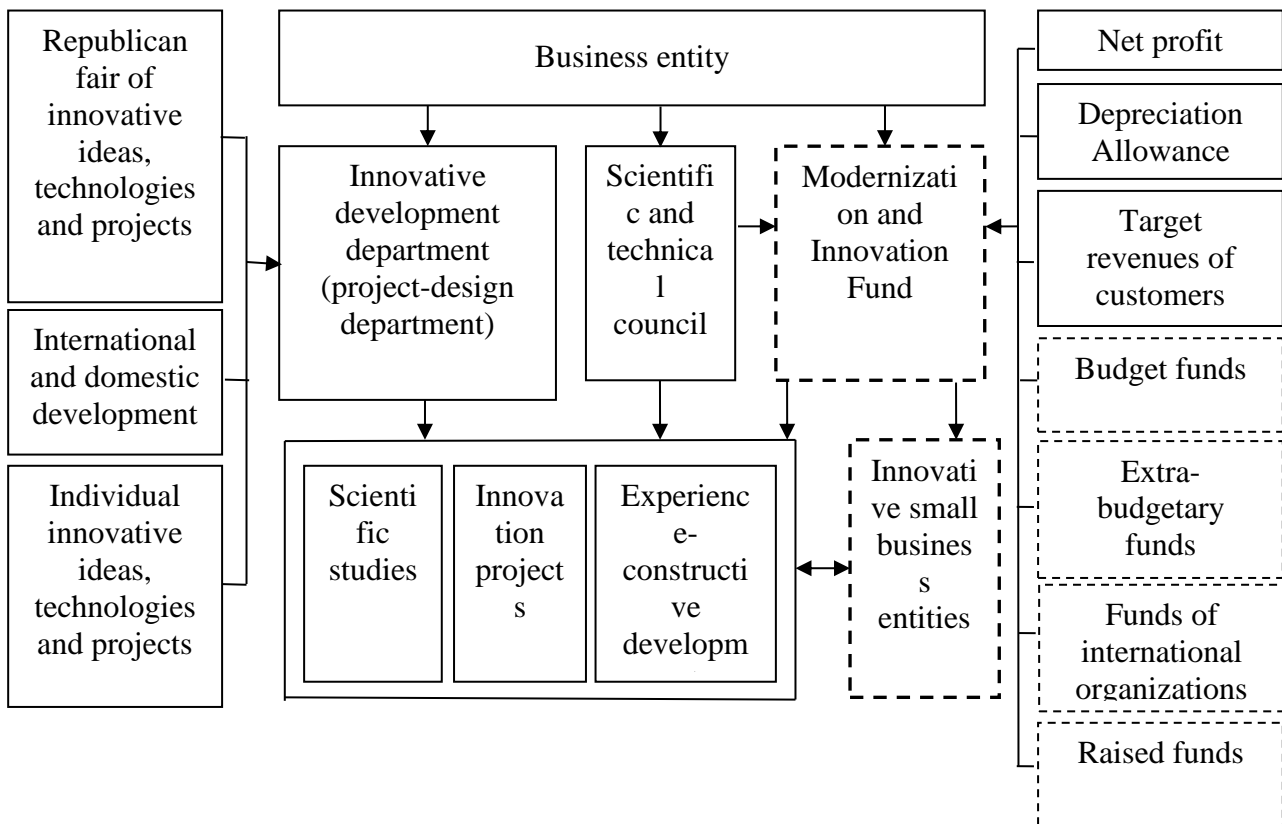 Republican
fair of
innovative
ideas,
technologies
and projects
International
and domestic
development
Individual
innovative
ideas,
technologies
and projects
Business entity
Innovative
development
department
(project-design
department)
Scientifi
c and
technica
l
council
Modernizati
on and
Innovation
Fund
Scienti
fic
studies
Innova
tion
project
s
Experienc
e-
constructi
ve
developm
Innovati
ve small
busines
s
entities
Net profit
Depreciation
Allowance
Target
revenues of
customers
Budget funds
Extra-
budgetary
funds
Funds of
international
organizations
Raised funds